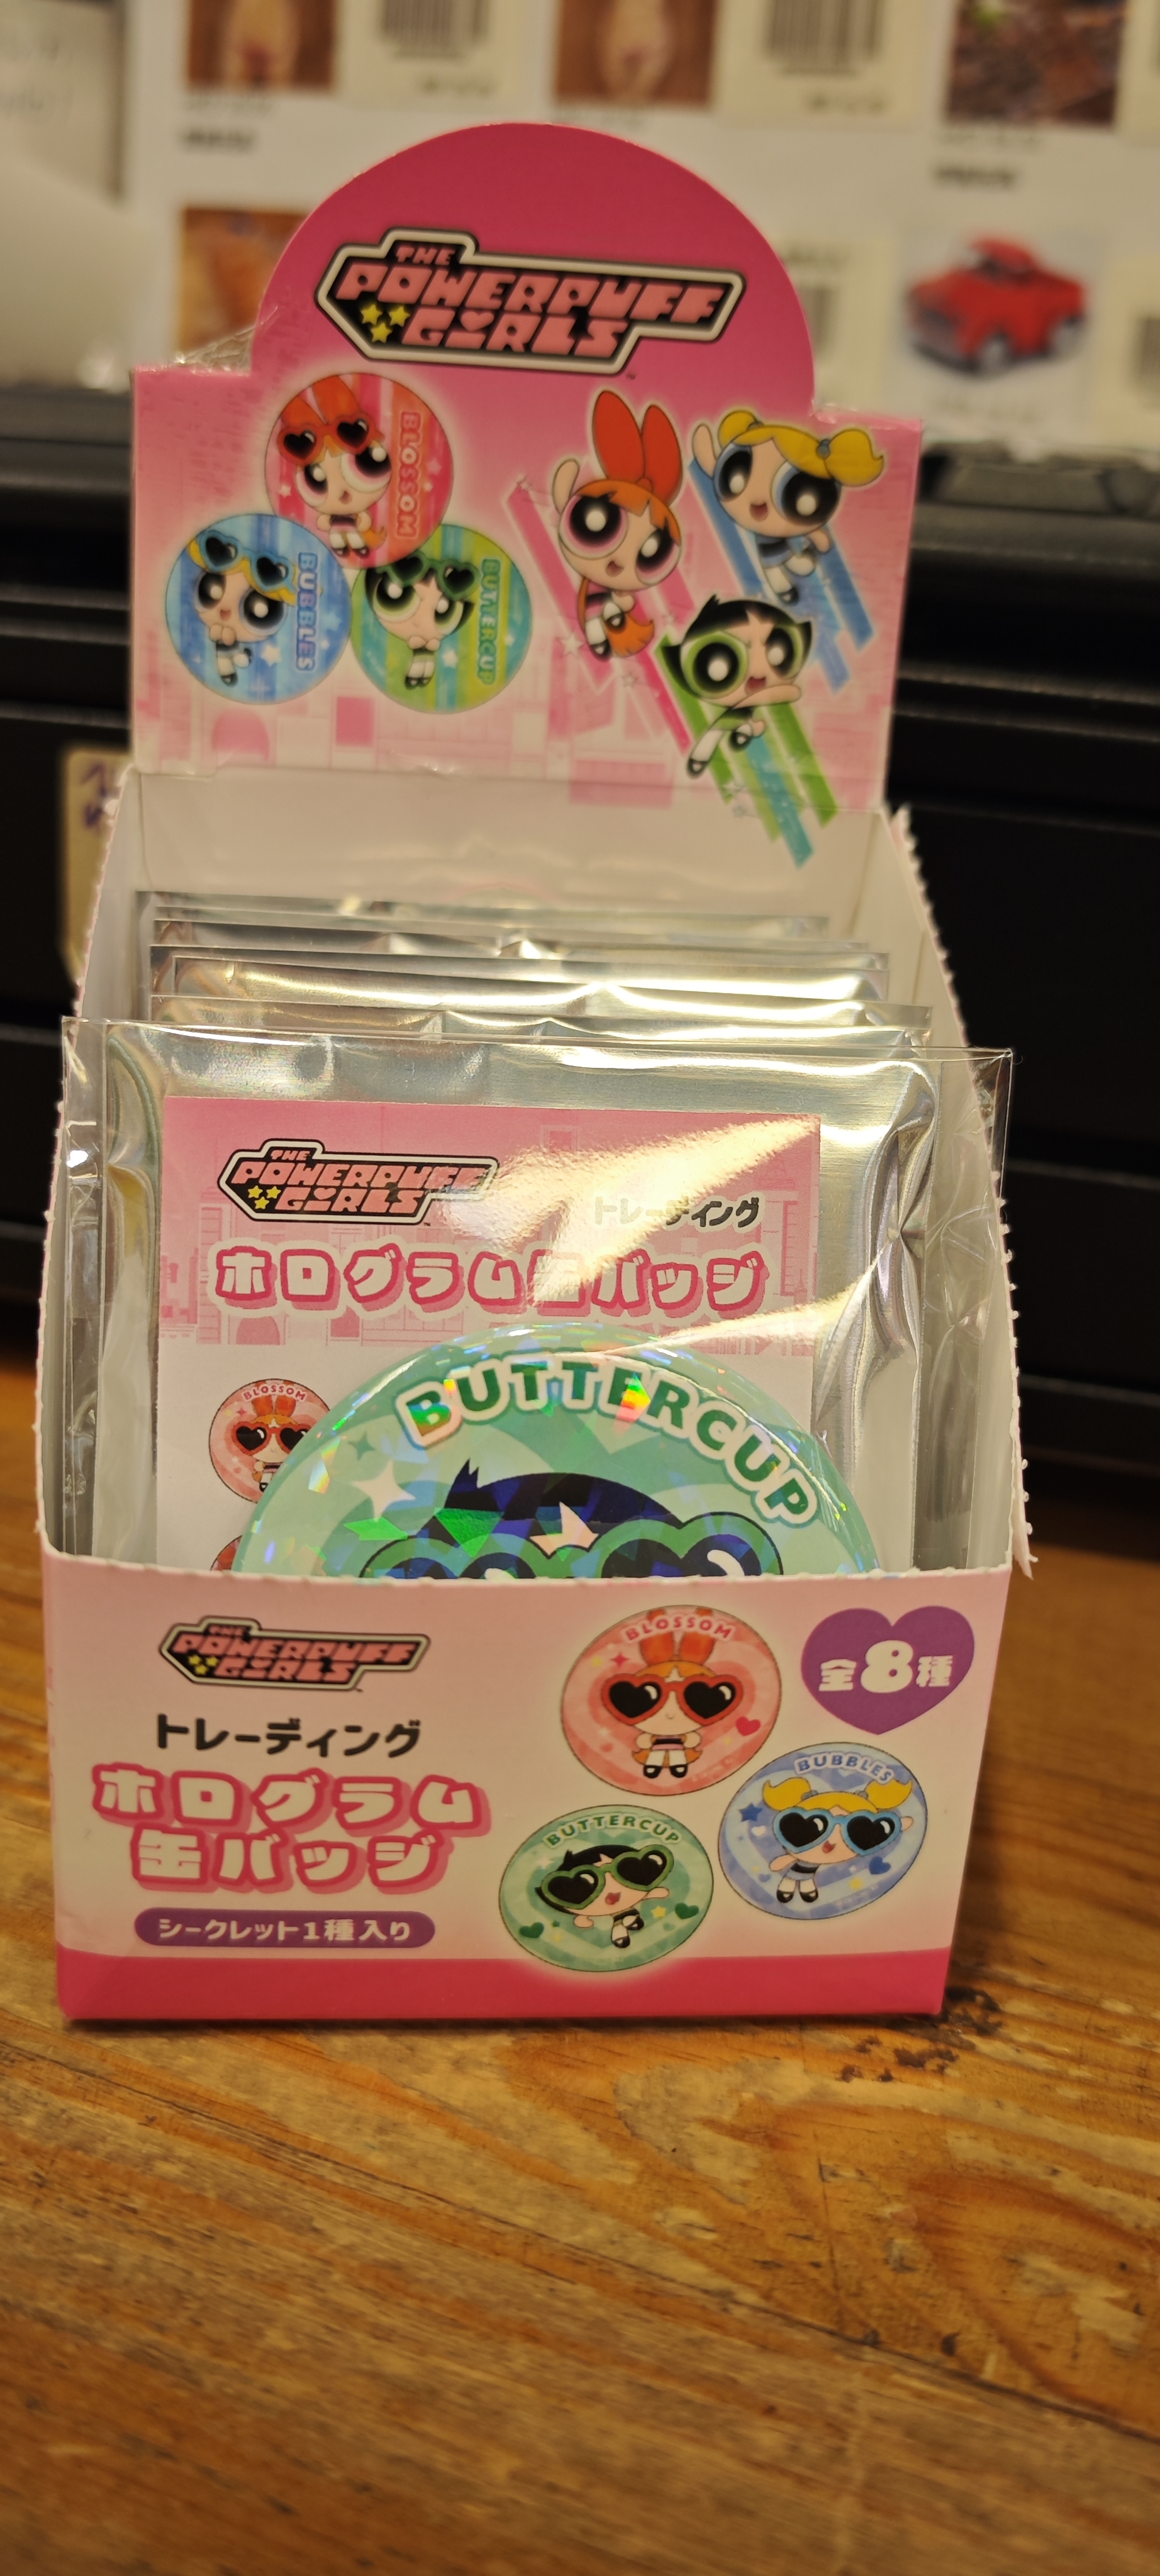 THE
POWERPUFF
GIRLS
BLOSSOM
BUBBLES
BUTTERCUP
THE
POWERPUFF
GIRLS
トレーディング
ホログラム缶バッジ
BLOSSOM
BUTTERCUP
THE
POWERPUFF
GIRLS
トレーディング
ホログラム
缶バッジ
シークレット1種入り
BLOSSOM
全8種
BUBBLES
BUTTERCUP